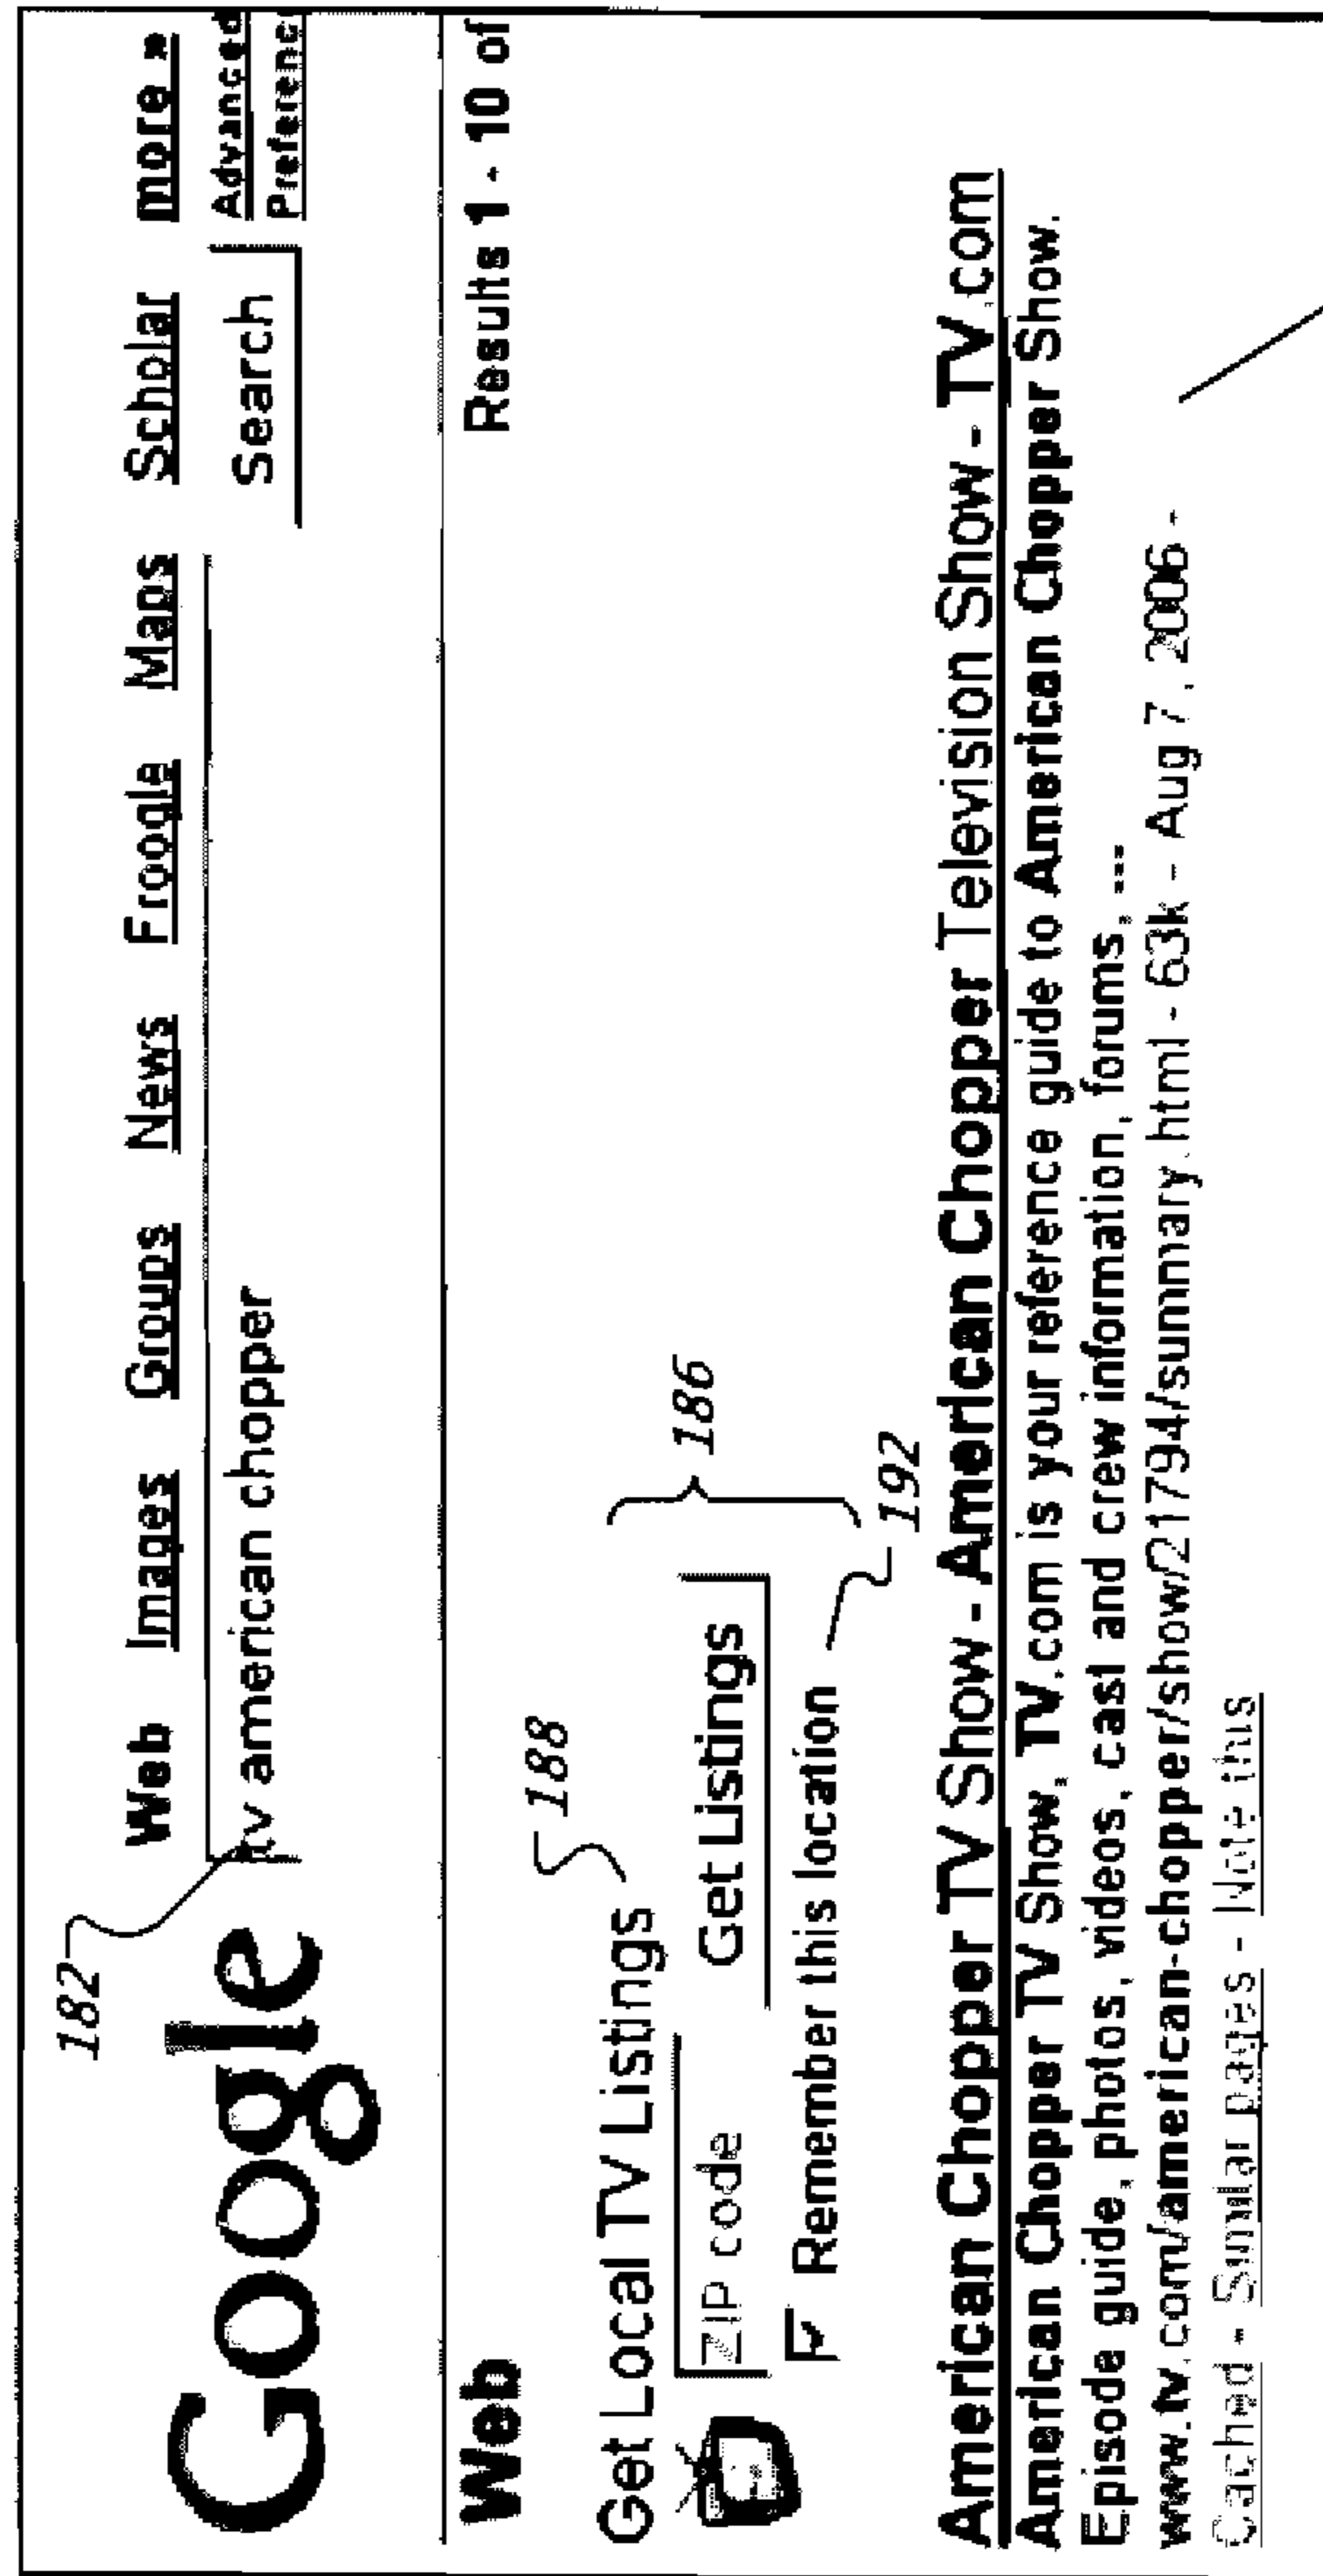 182
Google
Web Images Groups News Froogle Maps Scholar more »
tv american chopper Search Advanced
Preferenc
Web Results 1 - 10 of
Get Local TV Listings 188
ZIP code Get Listings 186
Remember this location 192
American Chopper TV Show - American Chopper Television Show - TV.com
American Chopper TV Show, TV.com is your reference guide to American Chopper Show.
Episode guide, photos, videos, cast and crew information, forums, ...
www.tv.com/american-chopper/show/21794/summary.html - 63k - Aug 7, 2006 -
Cached - Similar pages - Note this